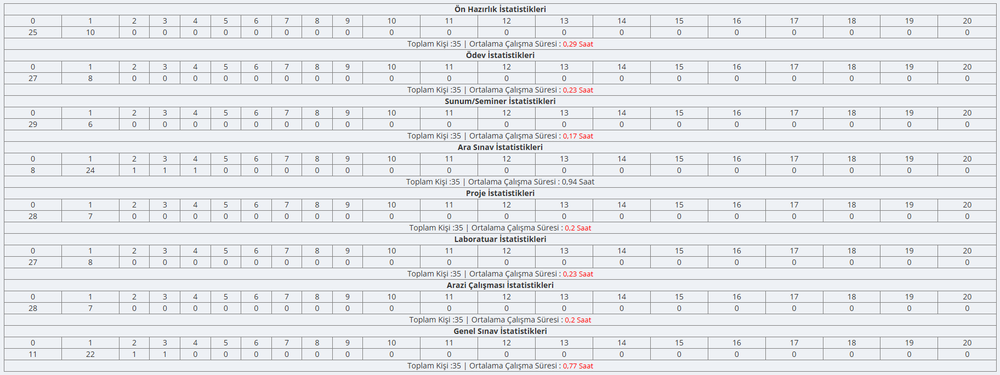 Ön Hazırlık İstatistikleri
0 1 2 3 4 5 6 7 8 9 10 11 12 13 14 15 16 17 18 19 20
25 10 0 0 0 0 0 0 0 0 0 0 0 0 0 0 0 0 0 0 0
Toplam Kişi :35 | Ortalama Çalışma Süresi : 0,29 Saat
Ödev İstatistikleri
0 1 2 3 4 5 6 7 8 9 10 11 12 13 14 15 16 17 18 19 20
27 8 0 0 0 0 0 0 0 0 0 0 0 0 0 0 0 0 0 0 0
Toplam Kişi :35 | Ortalama Çalışma Süresi : 0,23 Saat
Sunum/Seminer İstatistikleri
0 1 2 3 4 5 6 7 8 9 10 11 12 13 14 15 16 17 18 19 20
29 6 0 0 0 0 0 0 0 0 0 0 0 0 0 0 0 0 0 0 0
Toplam Kişi :35 | Ortalama Çalışma Süresi : 0,17 Saat
Ara Sınav İstatistikleri
0 1 2 3 4 5 6 7 8 9 10 11 12 13 14 15 16 17 18 19 20
8 24 1 1 1 0 0 0 0 0 0 0 0 0 0 0 0 0 0 0 0
Toplam Kişi :35 | Ortalama Çalışma Süresi : 0,94 Saat
Proje İstatistikleri
0 1 2 3 4 5 6 7 8 9 10 11 12 13 14 15 16 17 18 19 20
28 7 0 0 0 0 0 0 0 0 0 0 0 0 0 0 0 0 0 0 0
Toplam Kişi :35 | Ortalama Çalışma Süresi : 0,2 Saat
Laboratuar İstatistikleri
0 1 2 3 4 5 6 7 8 9 10 11 12 13 14 15 16 17 18 19 20
27 8 0 0 0 0 0 0 0 0 0 0 0 0 0 0 0 0 0 0 0
Toplam Kişi :35 | Ortalama Çalışma Süresi : 0,23 Saat
Arazi Çalışması İstatistikleri
0 1 2 3 4 5 6 7 8 9 10 11 12 13 14 15 16 17 18 19 20
28 7 0 0 0 0 0 0 0 0 0 0 0 0 0 0 0 0 0 0 0
Toplam Kişi :35 | Ortalama Çalışma Süresi : 0,2 Saat
Genel Sınav İstatistikleri
0 1 2 3 4 5 6 7 8 9 10 11 12 13 14 15 16 17 18 19 20
11 22 1 1 0 0 0 0 0 0 0 0 0 0 0 0 0 0 0 0 0
Toplam Kişi :35 | Ortalama Çalışma Süresi : 0,77 Saat